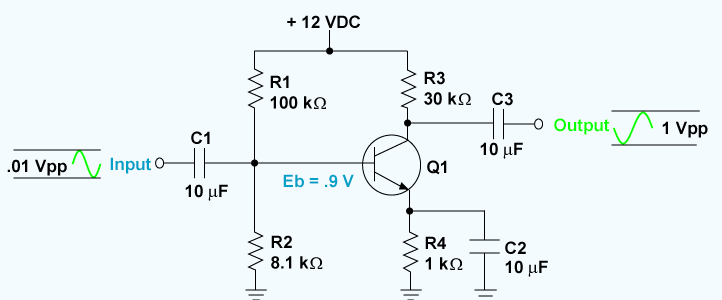 + 12 VDC
R1
100 kΩ
R3
30 kΩ
C3
10 µF
Output
1 Vpp
.01 Vpp
Input
C1
10 µF
Eb = .9 V
Q1
R2
8.1 kΩ
R4
1 kΩ
C2
10 µF